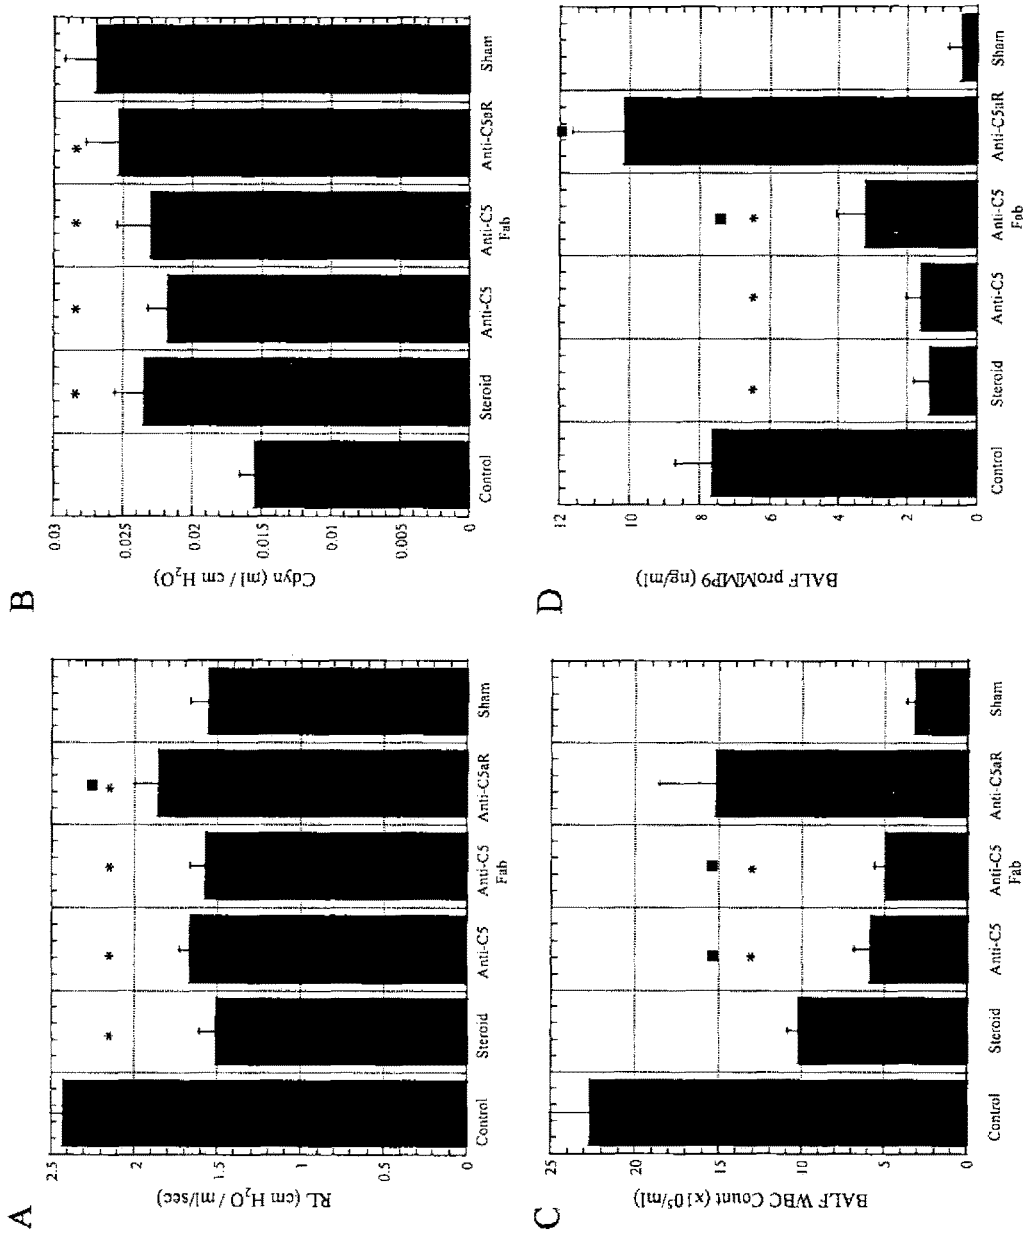 A
RL (cm H₂O / ml/sec)
2.5
2
1.5
1
0.5
0
Control
Steroid
Anti-C5
Anti-C5
Fab
Anti-C5aR
Sham
B
Cdyn (ml / cm H₂O)
0.03
0.025
0.02
0.015
0.01
0.005
0
Control
Steroid
Anti-C5
Anti-C5
Fab
Anti-C5aR
Sham
C
BALF WBC Count (x10⁵/ml)
25
20
15
10
5
0
Control
Steroid
Anti-C5
Anti-C5
Fab
Anti-C5aR
Sham
D
BALF proMMP9 (ng/ml)
12
10
8
6
4
2
0
Control
Steroid
Anti-C5
Anti-C5
Fab
Anti-C5aR
Sham